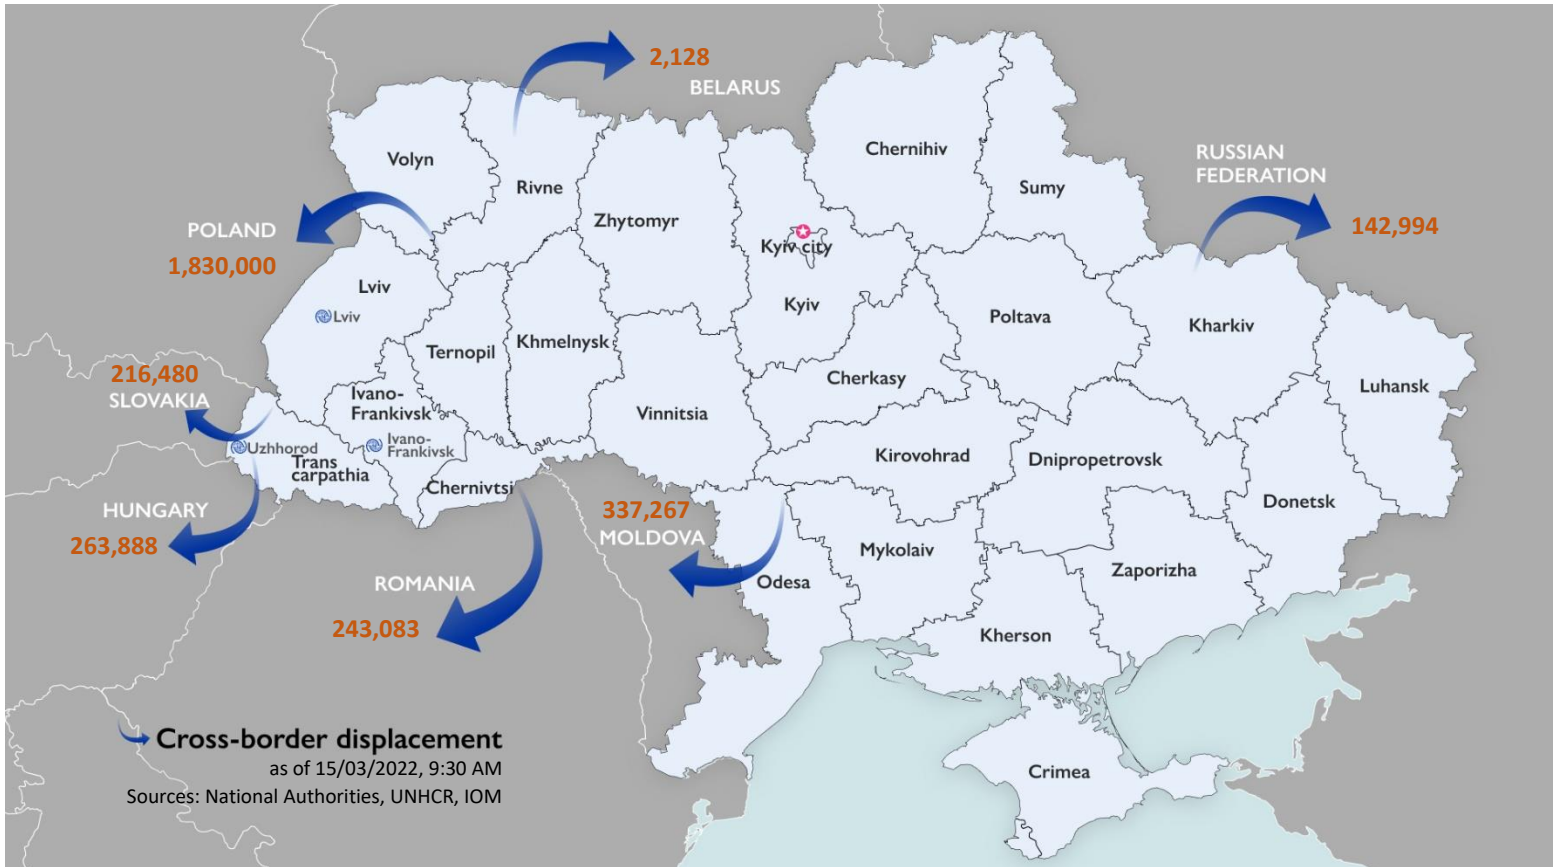 2,128
BELARUS
Chernihiv
RUSSIAN
FEDERATION
Volyn
Rivne
Sumy
Zhytomyr
POLAND
1,830,000
Kyiv city
142,994
Lviv
Lviv
Kyiv
Poltava
Kharkiv
Ternopil
Khmelnysk
216,480
SLOVAKIA
Ivano-
Frankivsk
Cherkasy
Luhansk
Vinnitsia
Uzhhorod
Ivano-
Frankivsk
Trans
carpathia
Kirovohrad
Dnipropetrovsk
Chernivtsi
Donetsk
HUNGARY
263,888
337,267
MOLDOVA
Mykolaiv
Zaporizha
ROMANIA
Odesa
243,083
Kherson
Cross-border displacement
as of 15/03/2022, 9:30 AM
Sources: National Authorities, UNHCR, IOM
Crimea